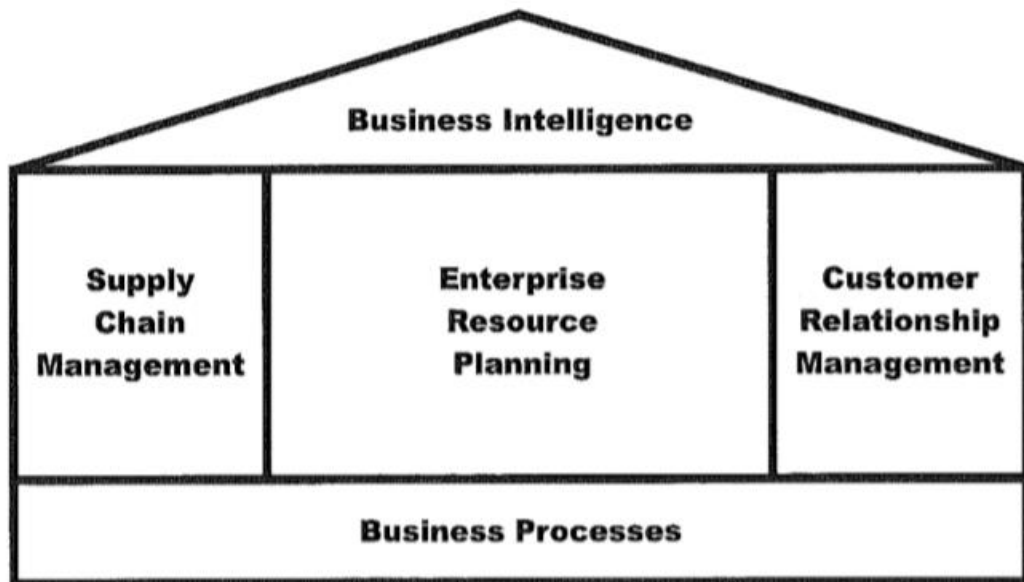 Business Intelligence
Supply
Chain
Management
Enterprise
Resource
Planning
Customer
Relationship
Management
Business Processes